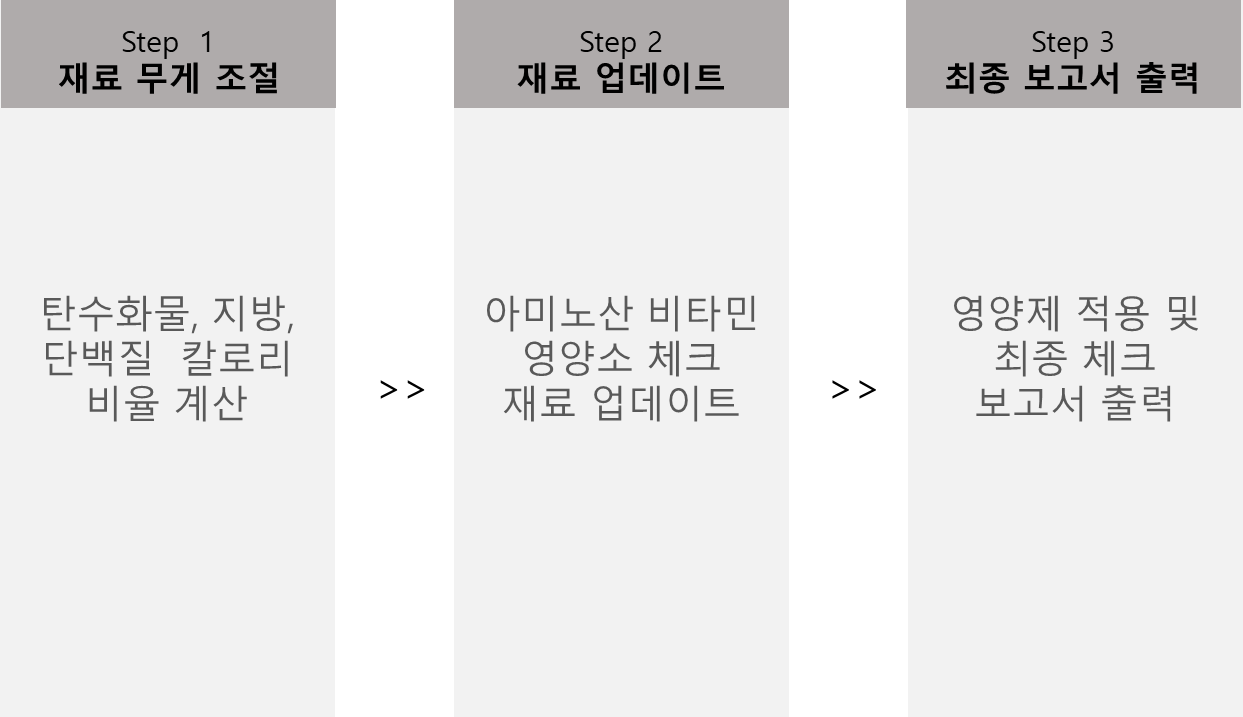 Step  1
재료 무게 조절
탄수화물, 지방,
단백질  칼로리
비율 계산
>>
Step 2
재료 업데이트
아미노산 비타민
영양소 체크
재료 업데이트
>>
Step 3
최종 보고서 출력
영양제 적용 및
최종 체크
보고서 출력